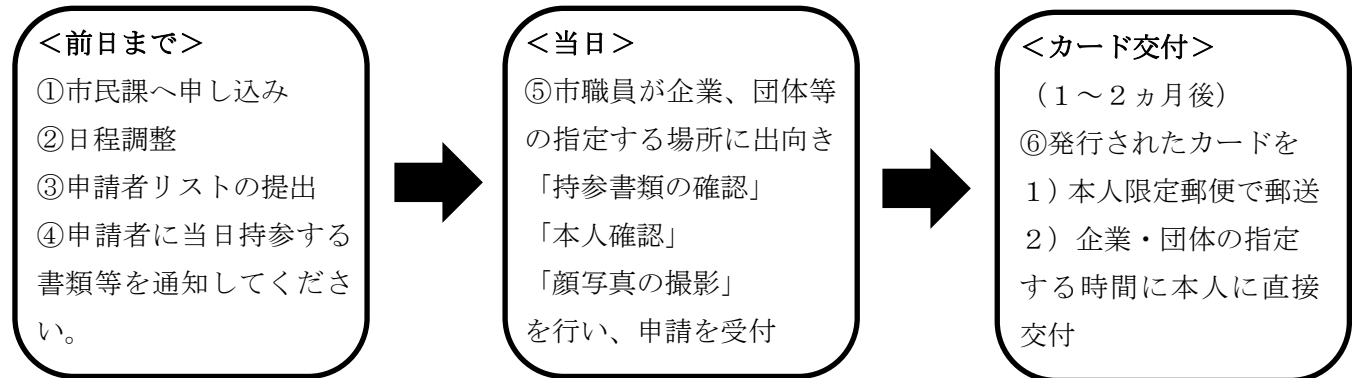 ＜前日まで＞
①市民課へ申し込み
②日程調整
③申請者リストの提出
④申請者に当日持参する
書類等を通知してくださ
い。
＜当日＞
⑤市職員が企業、団体等
の指定する場所に出向き
「持参書類の確認」
「本人確認」
「顔写真の撮影」
を行い、申請を受付
＜カード交付＞
（１～２ヵ月後）
⑥発行されたカードを
１）本人限定郵便で郵送
２） 企業・団体の指定
する時間に本人に直接
交付